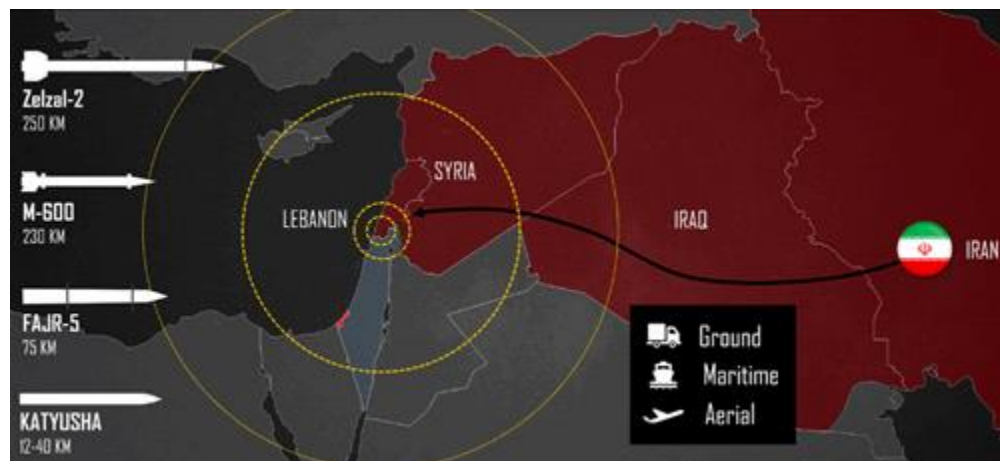 Zelzal-2
250 KM
M-600
230 KM
FAJR-5
75 KM
KATYUSHA
12-40 KM
LEBANON
SYRIA
IRAQ
IRAN
Ground
Maritime
Aerial